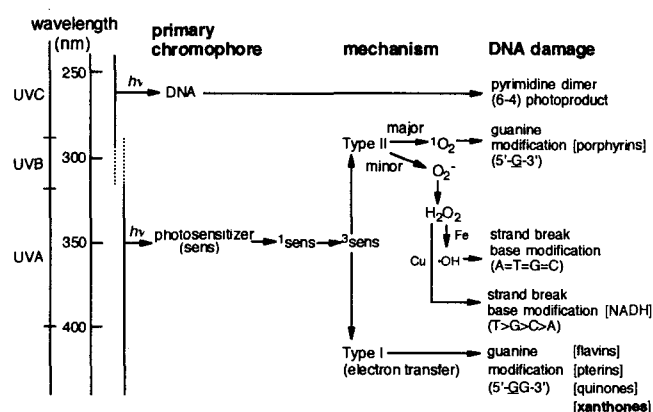 wavelength
(nm)
primary
chromophore
mechanism
DNA damage
250
300
350
400
UVC
UVB
UVA
hν
DNA
pyrimidine dimer
(6-4) photoproduct
hν
photosensitizer
(sens)
¹sens
³sens
Type II
major
minor
¹O₂
O₂⁻
H₂O₂
Fe
Cu
·OH
guanine
modification [porphyrins]
(5'-G-3')
strand break
base modification
(A=T=G=C)
strand break
base modification [NADH]
(T>G>C>A)
Type I
(electron transfer)
guanine [flavins]
modification [pterins]
(5'-GG-3') [quinones]
[xanthones]